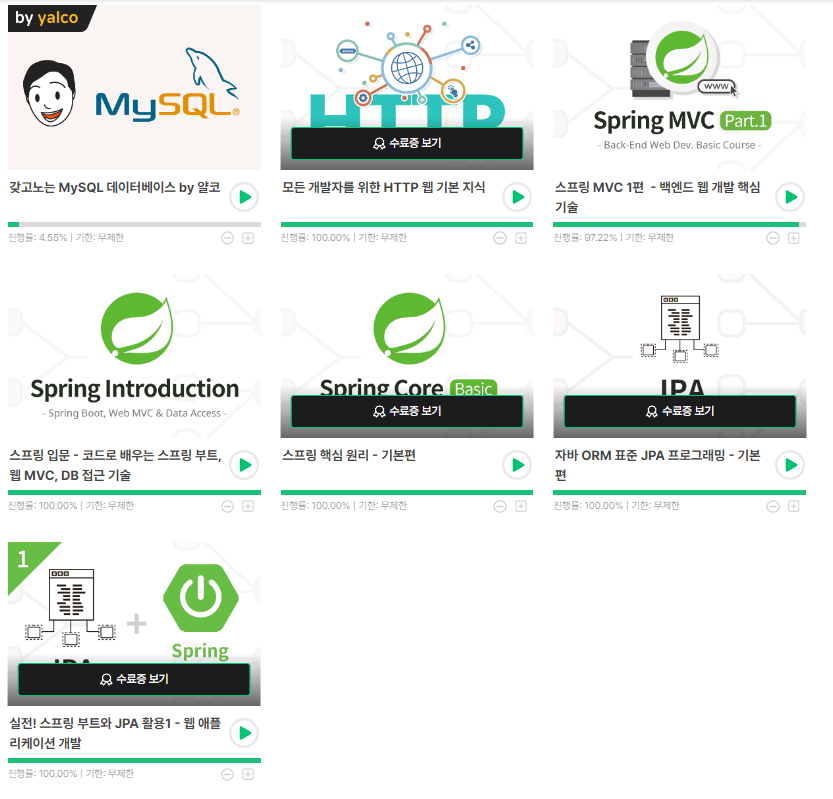 by yalco
MySQL®
갖고노는 MySQL 데이터베이스 by 얄코
진행률: 4.55% | 기한: 무제한
www
HTTP
수료증 보기
모든 개발자를 위한 HTTP 웹 기본 지식
진행률: 100.00% | 기한: 무제한
www
Spring MVC Part.1
- Back-End Web Dev. Basic Course -
스프링 MVC 1편 - 백엔드 웹 개발 핵심
기술
진행률: 97.22% | 기한: 무제한
Spring Introduction
- Spring Boot, Web MVC & Data Access -
스프링 입문 - 코드로 배우는 스프링 부트,
웹 MVC, DB 접근 기술
진행률: 100.00% | 기한: 무제한
Spring Core Basic
수료증 보기
스프링 핵심 원리 - 기본편
진행률: 100.00% | 기한: 무제한
JPA
수료증 보기
자바 ORM 표준 JPA 프로그래밍 - 기본
편
진행률: 100.00% | 기한: 무제한
1
Spring
JPA
수료증 보기
실전! 스프링 부트와 JPA 활용1 - 웹 애플
리케이션 개발
진행률: 100.00% | 기한: 무제한